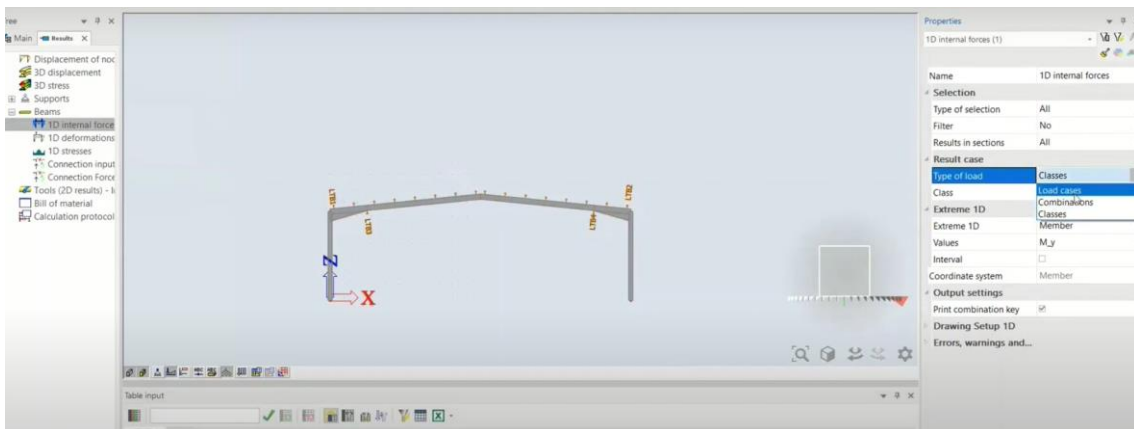 Main
Results
Displacement of noc
3D displacement
3D stress
Supports
Beams
1D internal force
1D deformations
1D stresses
Connection input
Connection Force
Tools (2D results) - I
Bill of material
Calculation protocol
LTB1
LTB3
LTB4
LTB2
Z
X
Table input
Properties
1D internal forces (1)
Name 1D internal forces
Selection
Type of selection All
Filter No
Results in sections All
Result case
Type of load Classes
Class Load cases
Combinations
Classes
Extreme 1D
Extreme 1D Member
Values M_y
Interval
Coordinate system Member
Output settings
Print combination key
Drawing Setup 1D
Errors, warnings and...